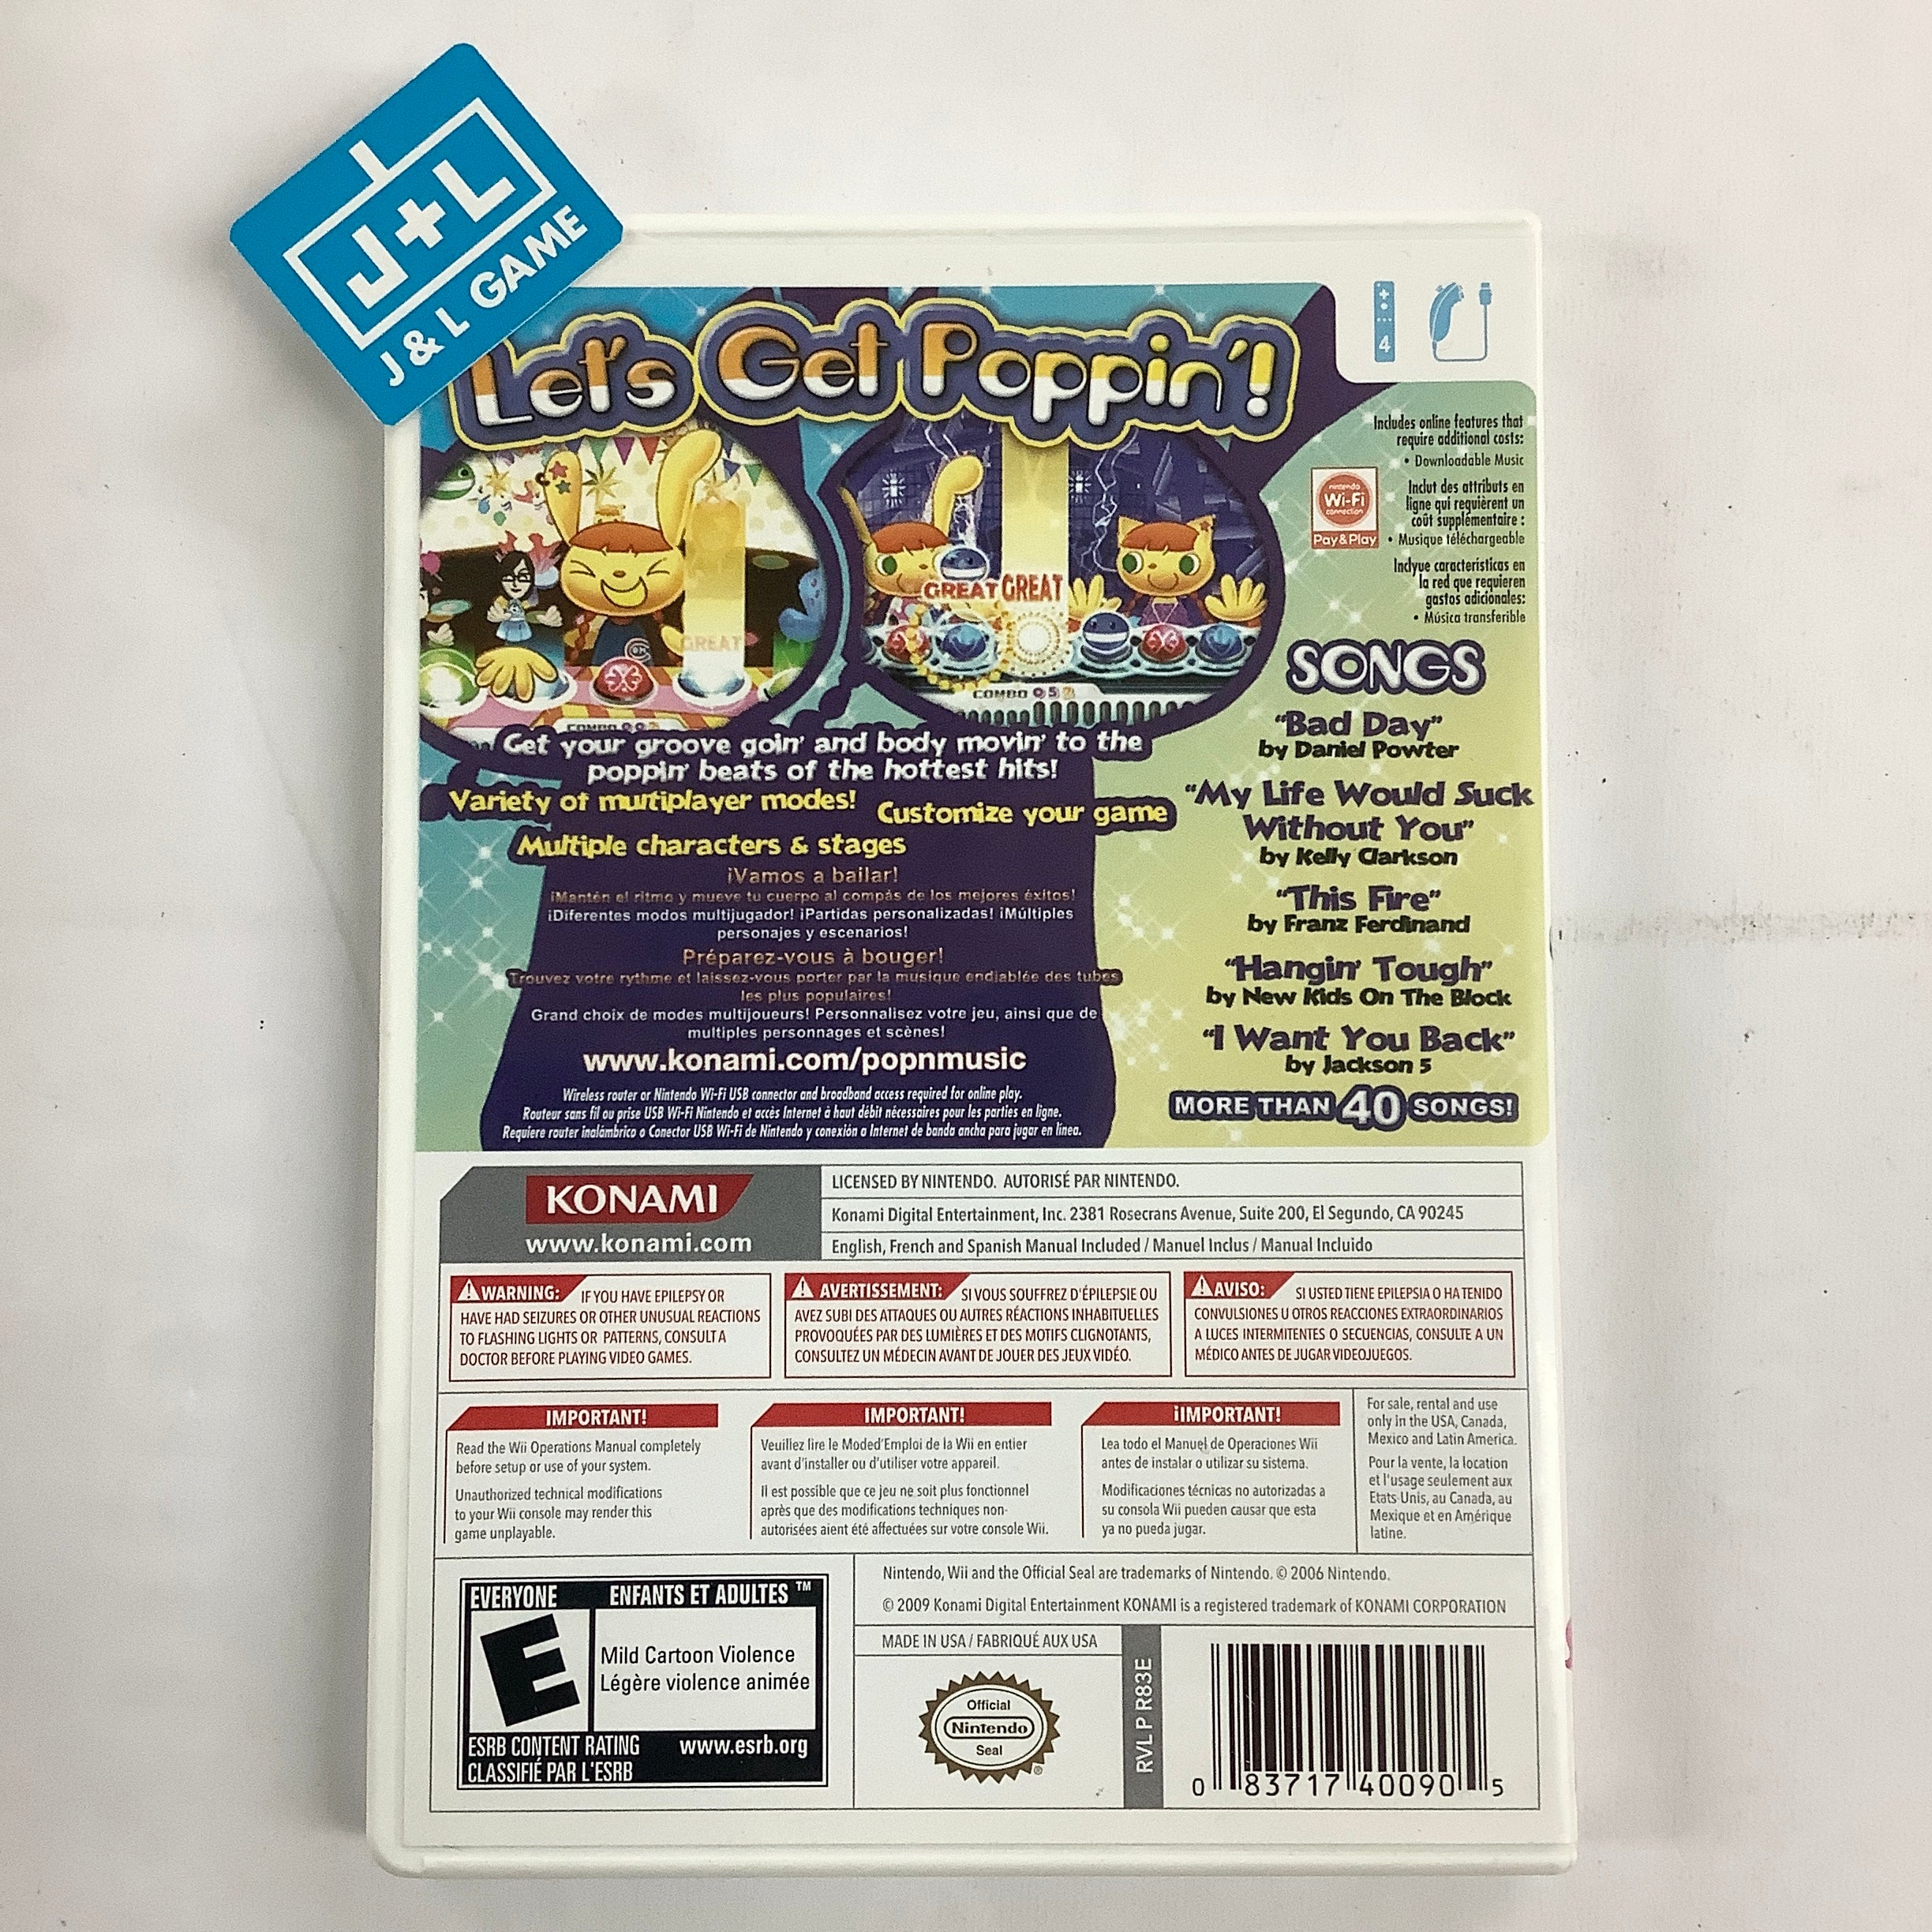 J+L
J & L GAME
Let's Get Poppin'!
4
Includes online features that
require additional costs:
• Downloadable Music
Nintendo
Wi-Fi
connection
Pay & Play
Inclut des attributs en
ligne qui requièrent un
coût supplémentaire :
• Musique téléchargeable
Inclyue características en
la red que requieren
gastos adicionales:
• Música transferible
GREAT
COMBO
GREAT GREAT
COMBO 052
Get your groove goin' and body movin' to the
poppin' beats of the hottest hits!
Variety of multiplayer modes!
Customize your game
Multiple characters & stages
¡Vamos a bailar!
¡Mantén el ritmo y mueve tu cuerpo al compás de los mejores éxitos!
¡Diferentes modos multijugador! ¡Partidas personalizadas! ¡Múltiples
personajes y escenarios!
Préparez-vous à bouger!
Trouvez votre rythme et laissez-vous porter par la musique endiablée des tubes
les plus populaires!
Grand choix de modes multijoueurs! Personnalisez votre jeu, ainsi que de
multiples personnages et scènes!
www.konami.com/popnmusic
Wireless router or Nintendo Wi-Fi USB connector and broadband access required for online play.
Routeur sans fil ou prise USB Wi-Fi Nintendo et accès Internet à haut débit nécessaires pour les parties en ligne.
Requiere router inalámbrico o Conector USB Wi-Fi de Nintendo y conexión a Internet de banda ancha para jugar en línea.
SONGS
"Bad Day"
by Daniel Powter
"My Life Would Suck
Without You"
by Kelly Clarkson
"This Fire"
by Franz Ferdinand
"Hangin' Tough"
by New Kids On The Block
"I Want You Back"
by Jackson 5
MORE THAN 40 SONGS!
KONAMI
www.konami.com
LICENSED BY NINTENDO. AUTORISÉ PAR NINTENDO.
Konami Digital Entertainment, Inc. 2381 Rosecrans Avenue, Suite 200, El Segundo, CA 90245
English, French and Spanish Manual Included / Manuel Inclus / Manual Incluido
WARNING: IF YOU HAVE EPILEPSY OR
HAVE HAD SEIZURES OR OTHER UNUSUAL REACTIONS
TO FLASHING LIGHTS OR PATTERNS, CONSULT A
DOCTOR BEFORE PLAYING VIDEO GAMES.
AVERTISSEMENT: SI VOUS SOUFFREZ D'ÉPILEPSIE OU
AVEZ SUBI DES ATTAQUES OU AUTRES RÉACTIONS INHABITUELLES
PROVOQUÉES PAR DES LUMIÈRES ET DES MOTIFS CLIGNOTANTS,
CONSULTEZ UN MÉDECIN AVANT DE JOUER DES JEUX VIDÉO.
AVISO: SI USTED TIENE EPILEPSIA O HA TENIDO
CONVULSIONES U OTROS REACCIONES EXTRAORDINARIOS
A LUCES INTERMITENTES O SECUENCIAS, CONSULTE A UN
MÉDICO ANTES DE JUGAR VIDEOJUEGOS.
IMPORTANT!
Read the Wii Operations Manual completely
before setup or use of your system.
Unauthorized technical modifications
to your Wii console may render this
game unplayable.
IMPORTANT!
Veuillez lire le Moded'Emploi de la Wii en entier
avant d'installer ou d'utiliser votre appareil.
Il est possible que ce jeu ne soit plus fonctionnel
après que des modifications techniques non-
autorisées aient été affectuées sur votre console Wii.
¡IMPORTANT!
Lea todo el Manuel de Operaciones Wii
antes de instalar o utilizar su sistema.
Modificaciones técnicas no autorizadas a
su consola Wii pueden causar que esta
ya no pueda jugar.
For sale, rental and use
only in the USA, Canada,
Mexico and Latin America.
Pour la vente, la location
et l'usage seulement aux
Etats-Unis, au Canada, au
Mexique et en Amérique
latine.
EVERYONE ENFANTS ET ADULTES ™
E
Mild Cartoon Violence
Légère violence animée
ESRB CONTENT RATING www.esrb.org
CLASSIFIÉ PAR L'ESRB
Nintendo, Wii and the Official Seal are trademarks of Nintendo. © 2006 Nintendo.
© 2009 Konami Digital Entertainment KONAMI is a registered trademark of KONAMI CORPORATION
MADE IN USA / FABRIQUÉ AUX USA
Official
Nintendo
Seal
®
RVL P R83E
0 83717 40090 5